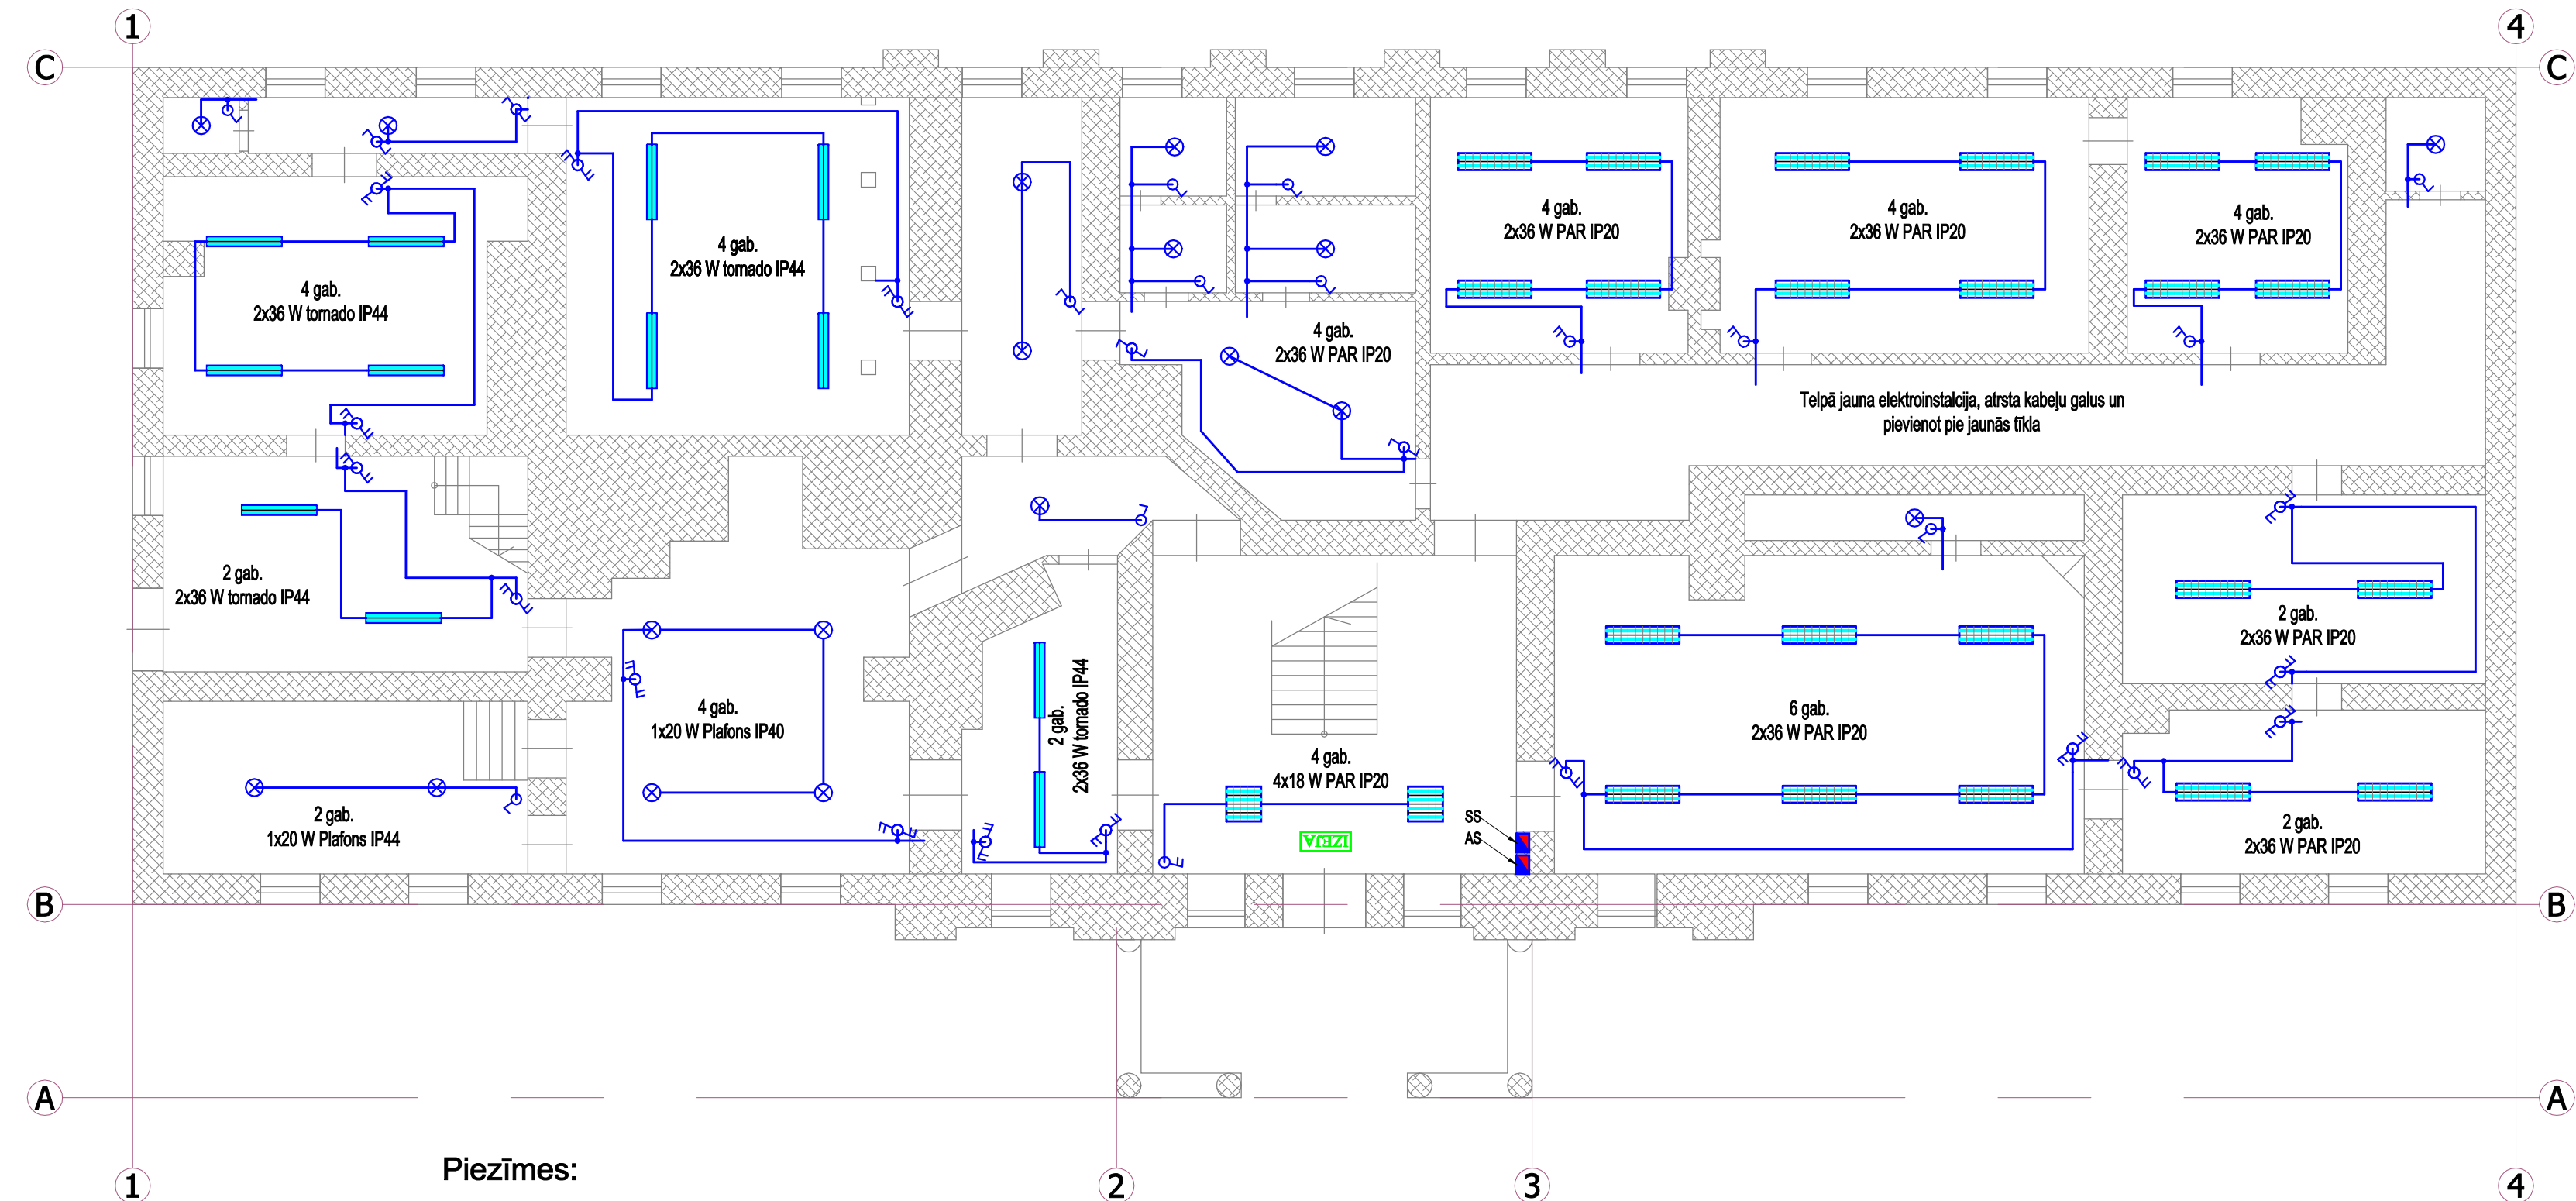 1
4
C
C
4 gab.
2x36 W tornado IP44
4 gab.
2x36 W tornado IP44
4 gab.
2x36 W PAR IP20
4 gab.
2x36 W PAR IP20
4 gab.
2x36 W PAR IP20
4 gab.
2x36 W PAR IP20
Telpā jauna elektroinstalcija, atrsta kabeļu galus un
pievienot pie jaunās tīkla
2 gab.
2x36 W tornado IP44
4 gab.
1x20 W Plafons IP40
2 gab.
2x36 W tornado IP44
2 gab.
1x20 W Plafons IP44
4 gab.
4x18 W PAR IP20
IZEJA
SS
AS
6 gab.
2x36 W PAR IP20
2 gab.
2x36 W PAR IP20
2 gab.
2x36 W PAR IP20
B
B
A
A
Piezīmes:
1
2
3
4